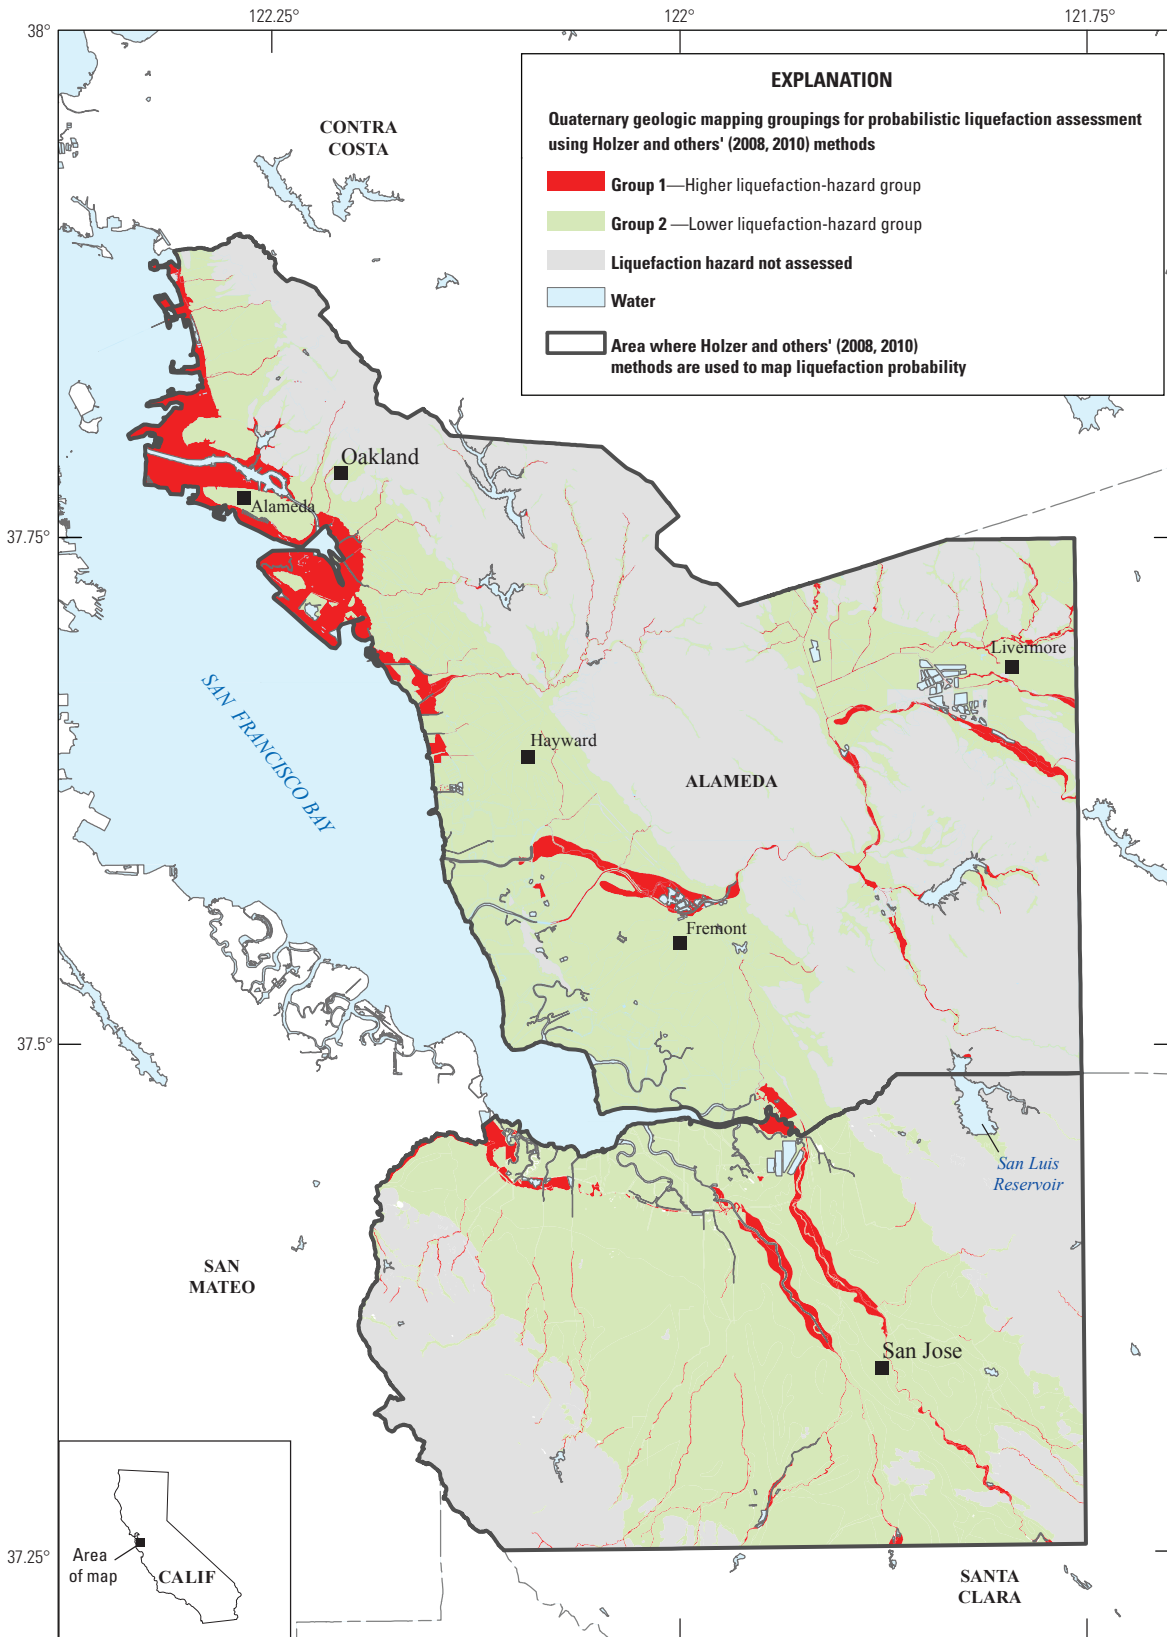 122.25°
122°
121.75°
38°
EXPLANATION
Quaternary geologic mapping groupings for probabilistic liquefaction assessment
using Holzer and others' (2008, 2010) methods
Group 1—Higher liquefaction-hazard group
Group 2 —Lower liquefaction-hazard group
Liquefaction hazard not assessed
Water
Area where Holzer and others' (2008, 2010)
methods are used to map liquefaction probability
CONTRA
COSTA
Oakland
Alameda
37.75°
Livermore
SAN FRANCISCO BAY
Hayward
ALAMEDA
Fremont
37.5°
San Luis
Reservoir
SAN
MATEO
San Jose
Area
of map
CALIF
37.25°
SANTA
CLARA